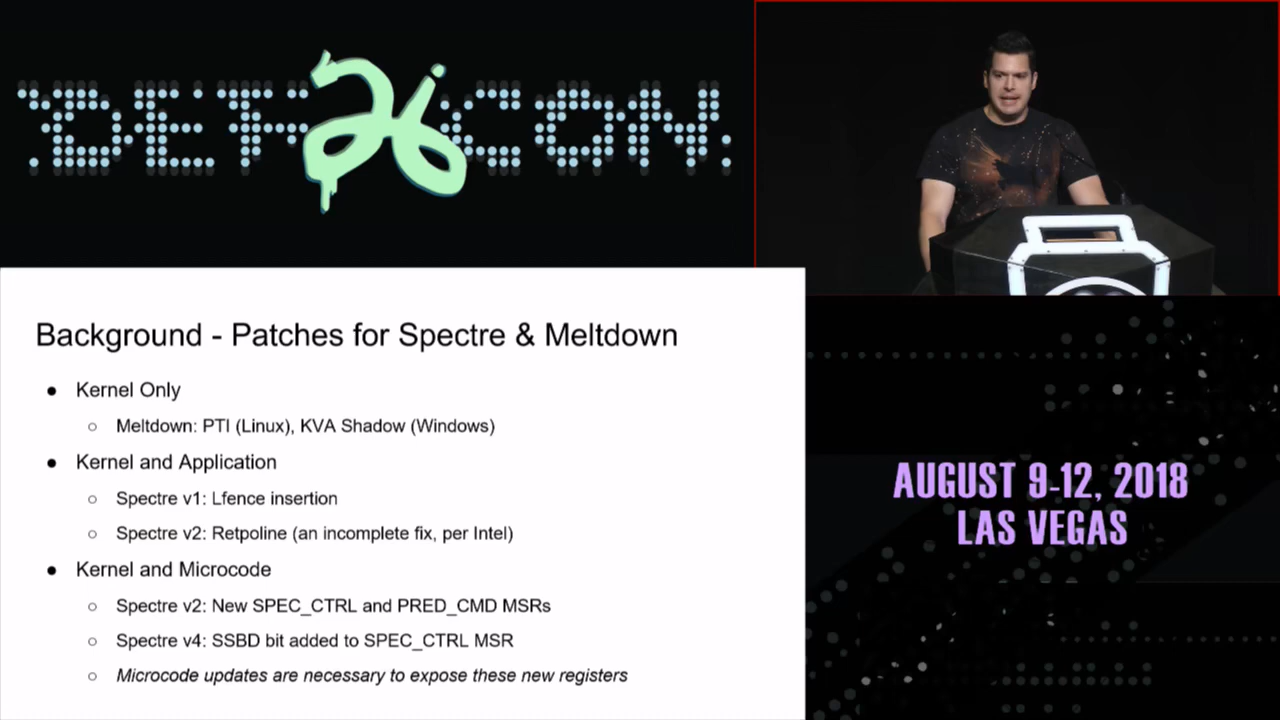 DEF 26 CON
Background - Patches for Spectre & Meltdown
● Kernel Only
○ Meltdown: PTI (Linux), KVA Shadow (Windows)
● Kernel and Application
○ Spectre v1: Lfence insertion
○ Spectre v2: Retpoline (an incomplete fix, per Intel)
● Kernel and Microcode
○ Spectre v2: New SPEC_CTRL and PRED_CMD MSRs
○ Spectre v4: SSBD bit added to SPEC_CTRL MSR
○ Microcode updates are necessary to expose these new registers
AUGUST 9-12, 2018
LAS VEGAS